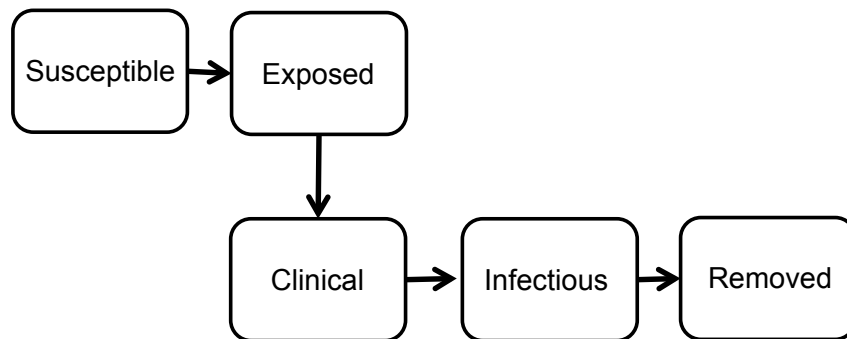 Susceptible
Exposed
Clinical
Infectious
Removed